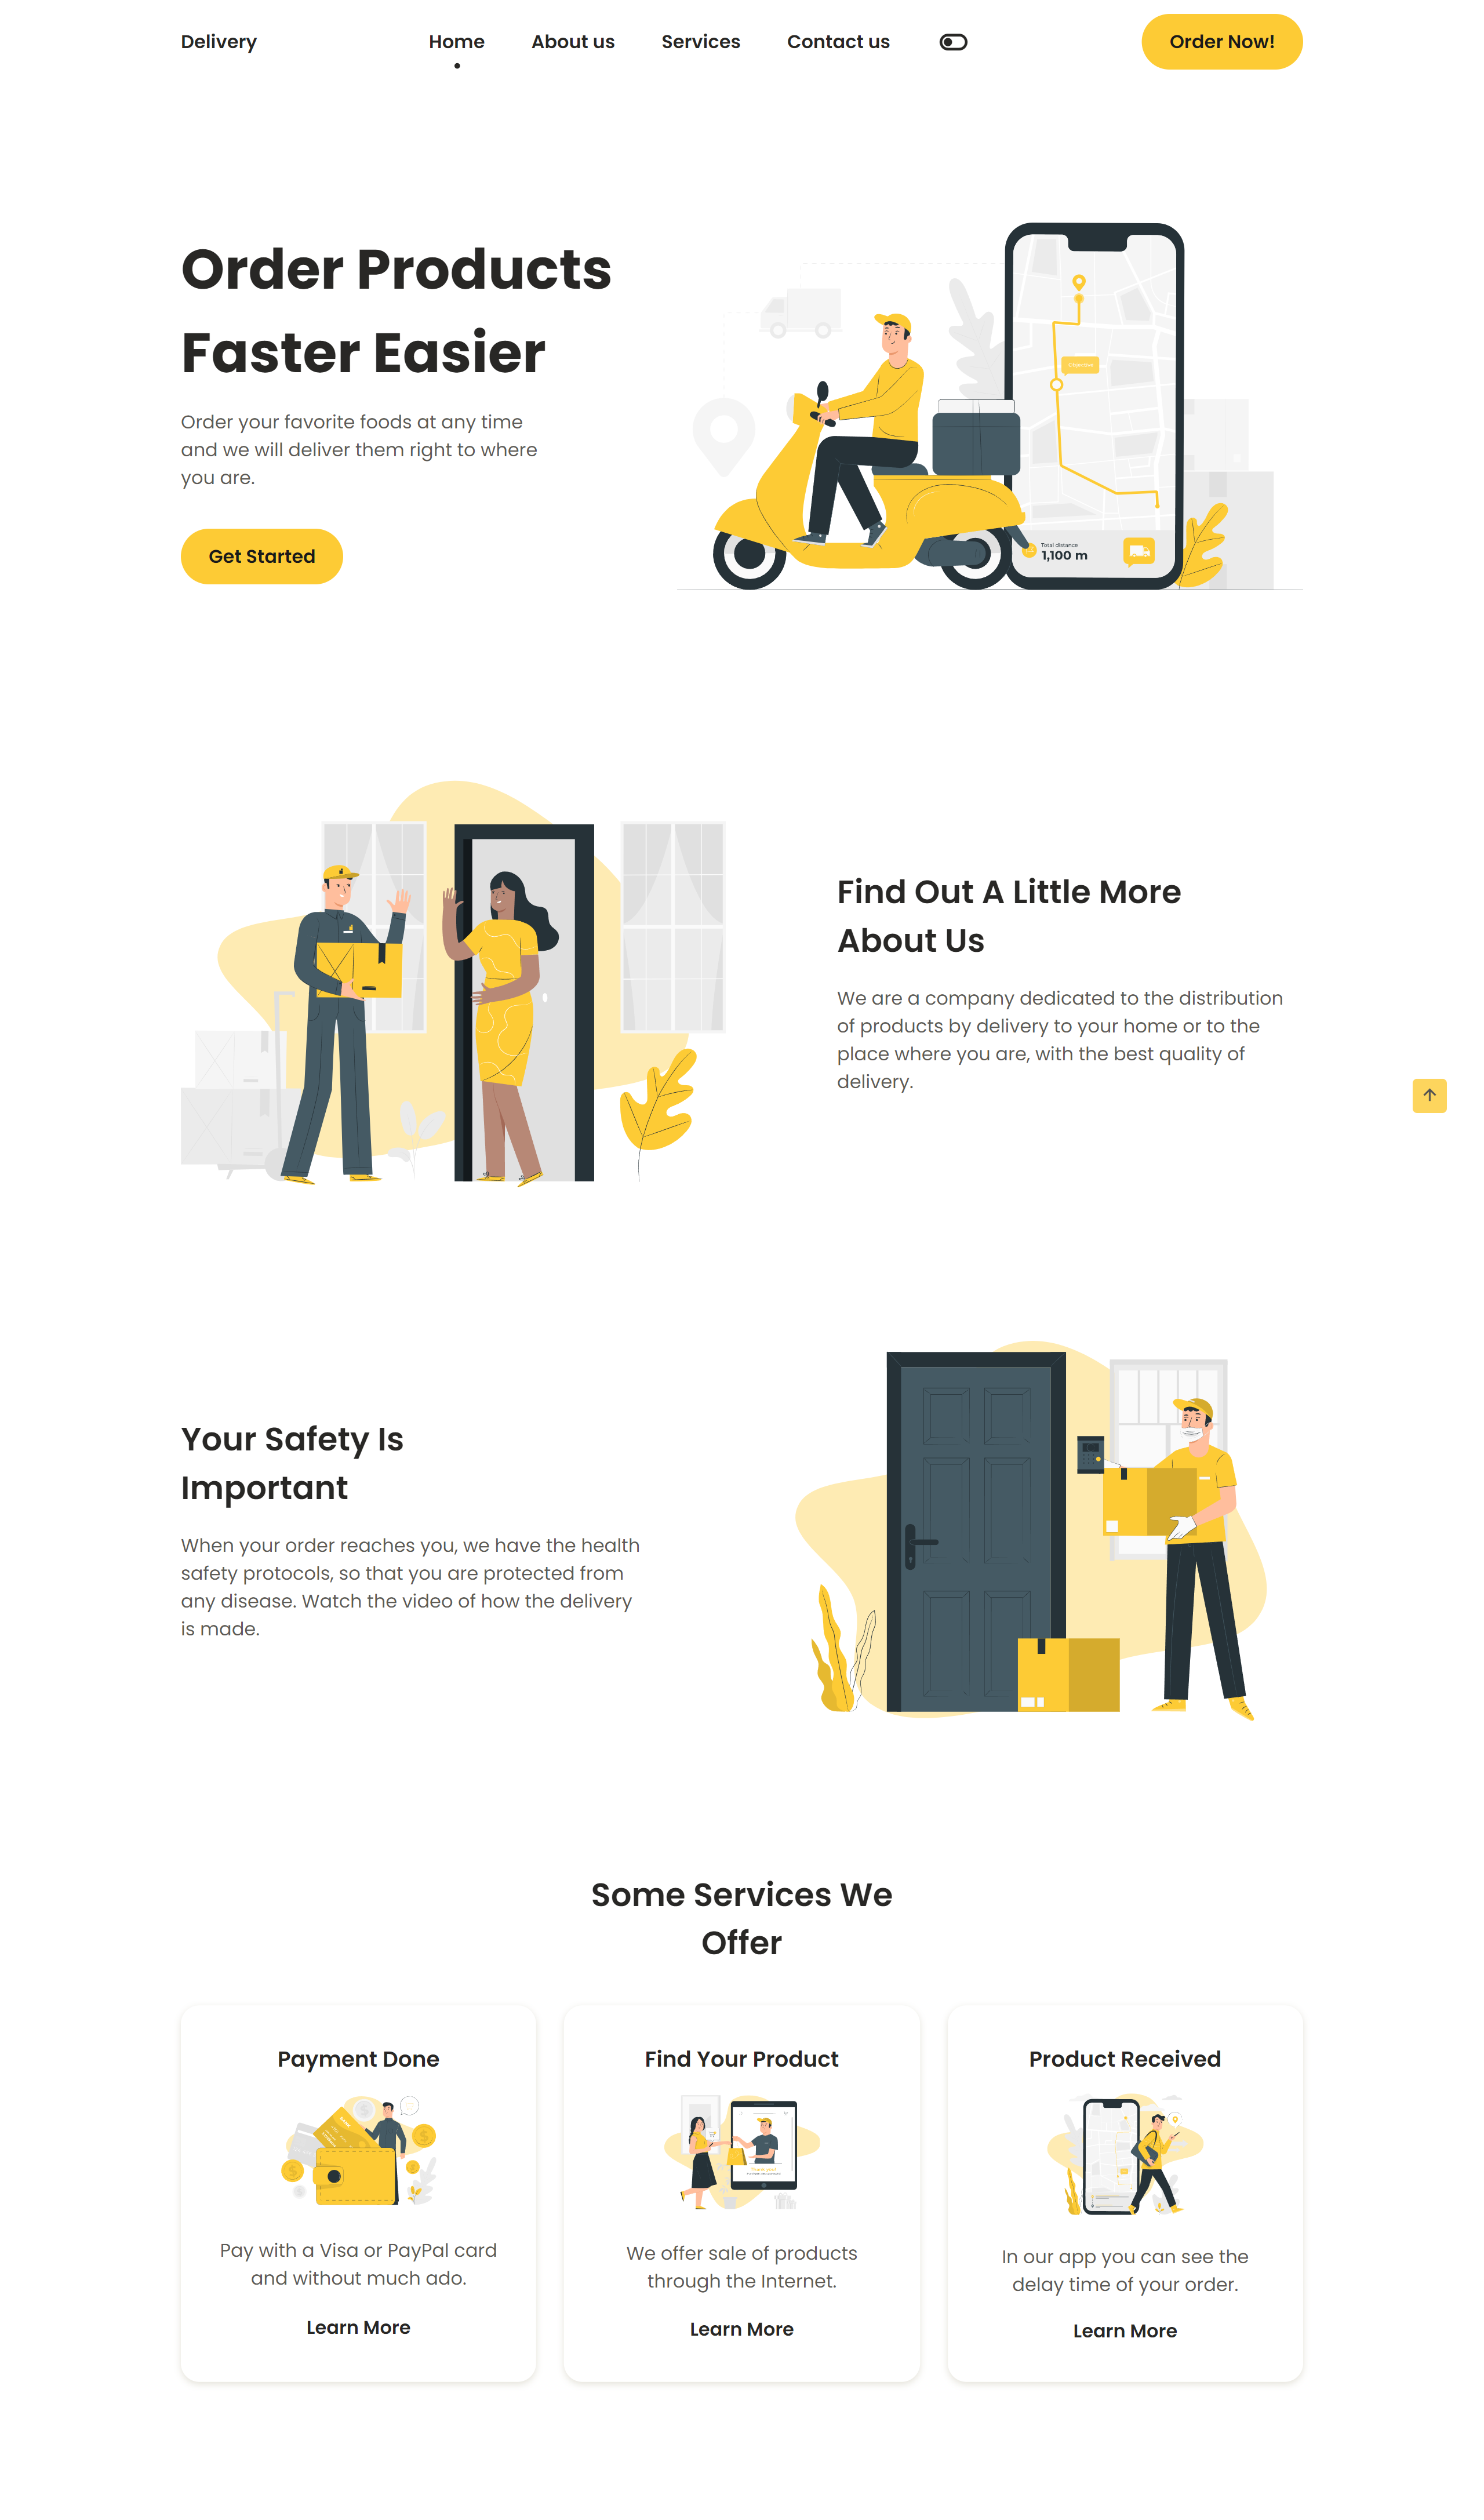 Delivery
Home
About us
Services
Contact us
Order Now!
Order Products
Faster Easier
Order your favorite foods at any time
and we will deliver them right to where
you are.
Get Started
Total distance
1,100 m
Find Out A Little More
About Us
We are a company dedicated to the distribution
of products by delivery to your home or to the
place where you are, with the best quality of
delivery.
Your Safety Is
Important
When your order reaches you, we have the health
safety protocols, so that you are protected from
any disease. Watch the video of how the delivery
is made.
Some Services We
Offer
Payment Done
Pay with a Visa or PayPal card
and without much ado.
Learn More
Find Your Product
We offer sale of products
through the Internet.
Learn More
Product Received
In our app you can see the
delay time of your order.
Learn More